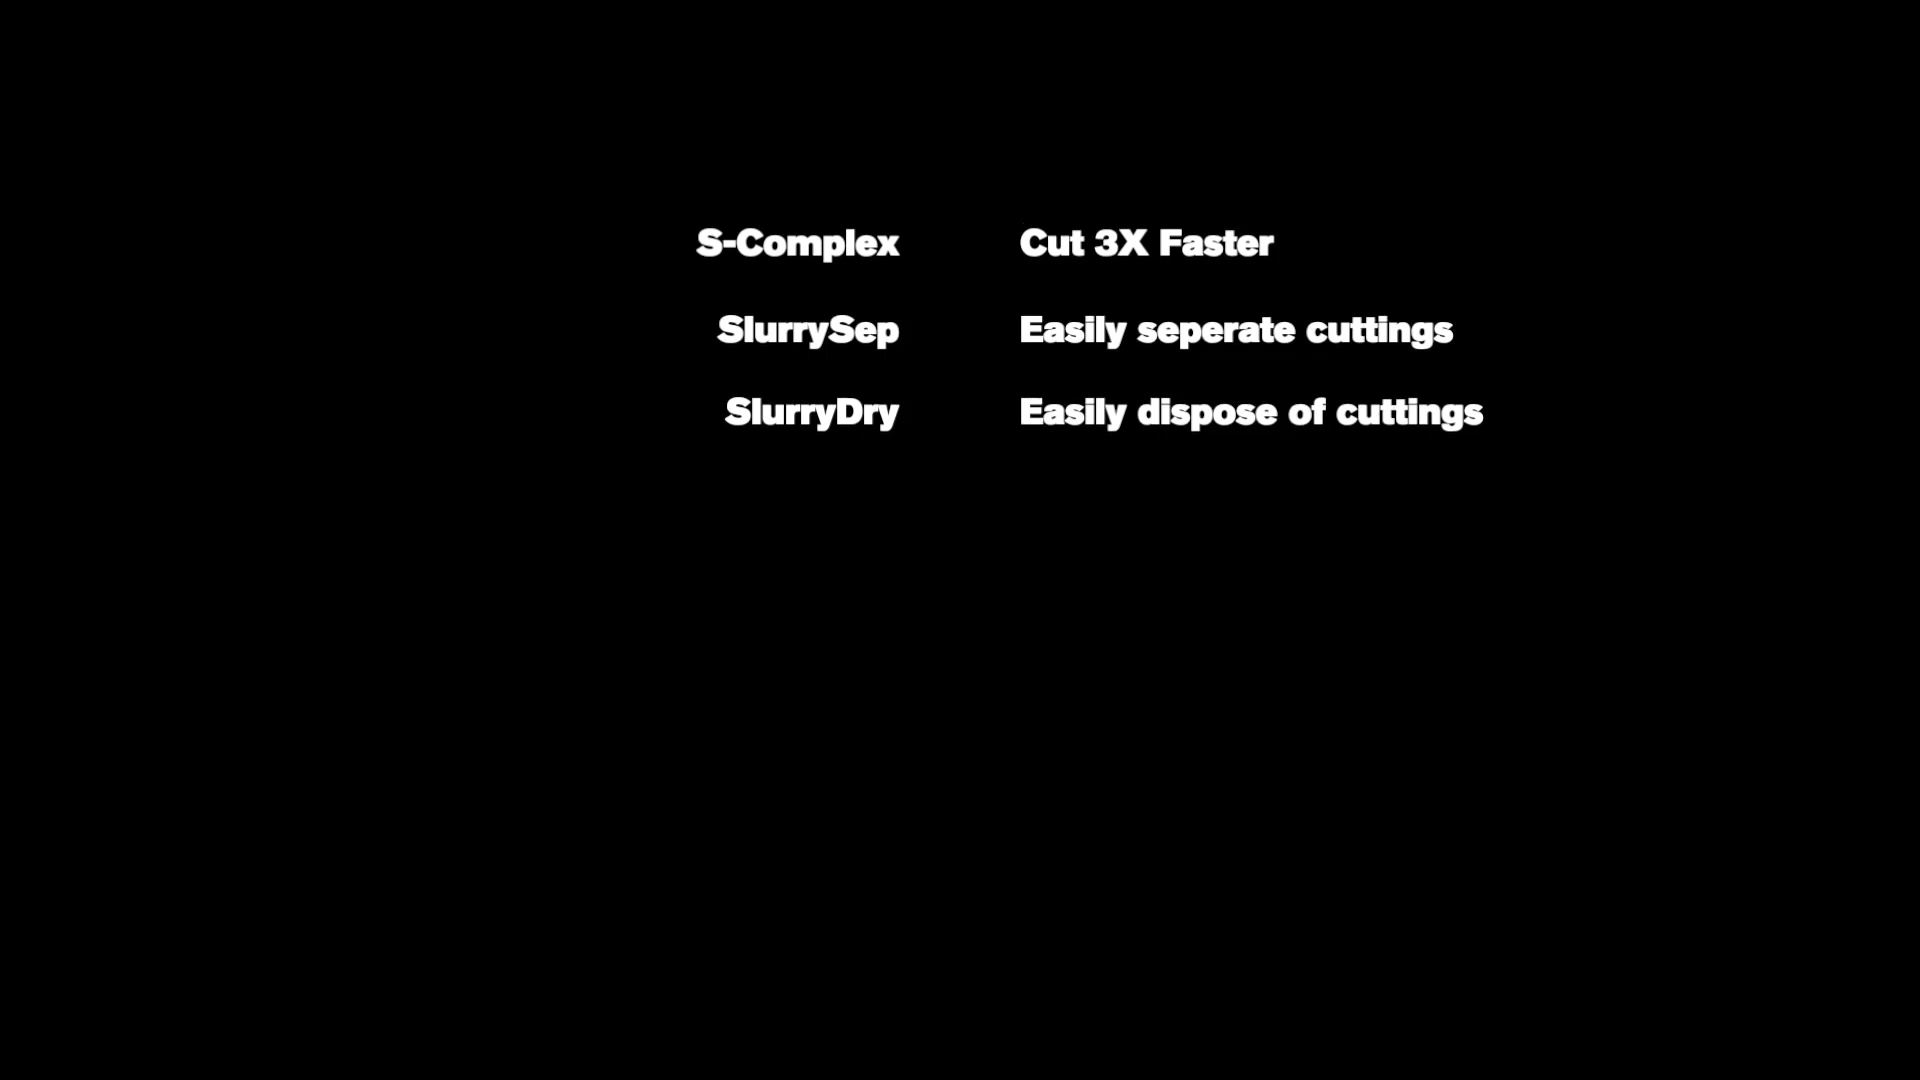 S-Complex Cut 3X Faster
SlurrySep Easily seperate cuttings
SlurryDry Easily dispose of cuttings